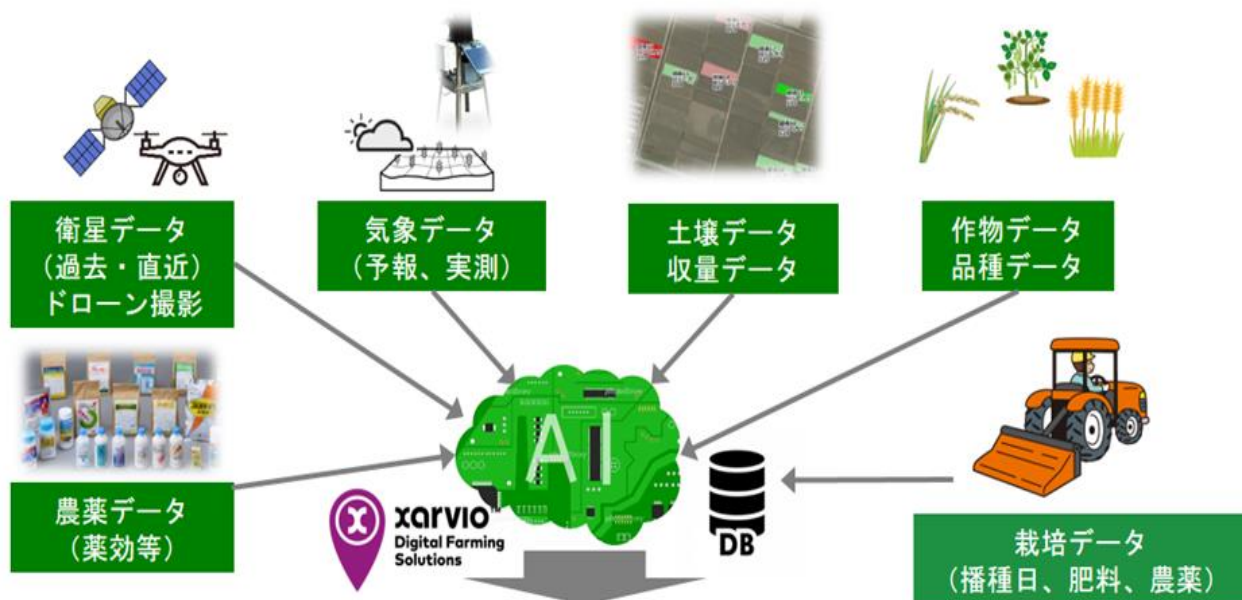 衛星データ
（過去・直近）
ドローン撮影
気象データ
（予報、実測）
土壌データ
収量データ
作物データ
品種データ
農薬データ
（薬効等）
AI
xarvio™
Digital Farming
Solutions
DB
栽培データ
（播種日、肥料、農薬）